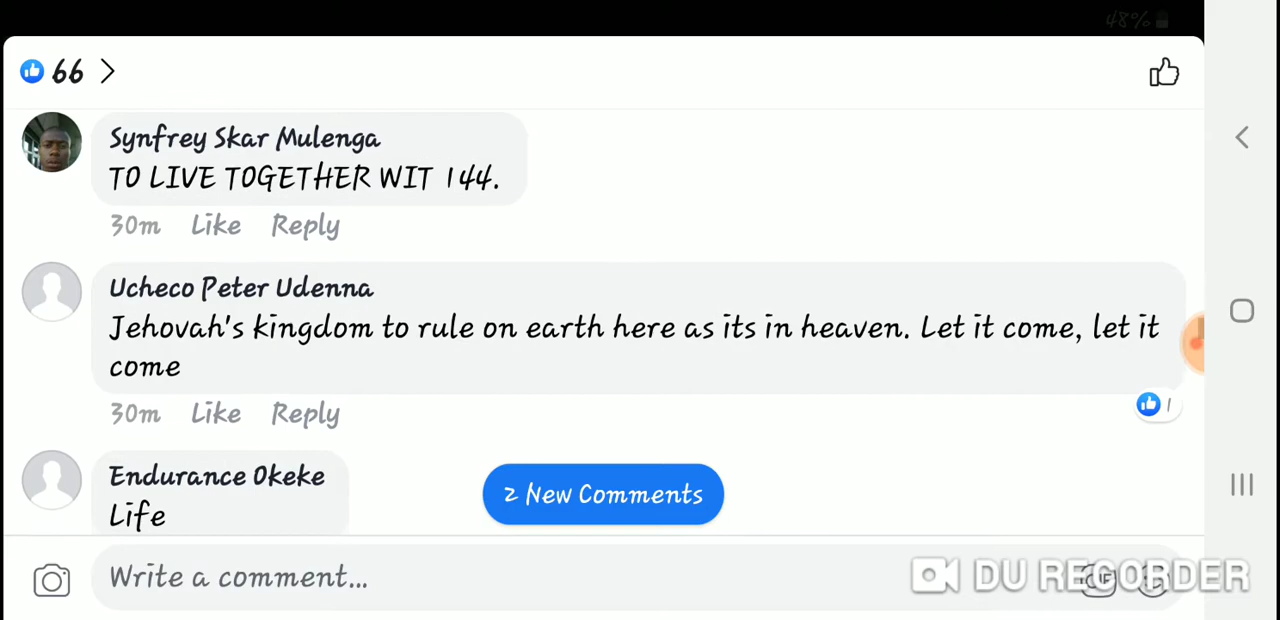 48%
66
Synfrey Skar Mulenga
TO LIVE TOGETHER WIT 144.
30m Like Reply
Ucheco Peter Udenna
Jehovah's kingdom to rule on earth here as its in heaven. Let it come, let it
come
30m Like Reply
1
Endurance Okeke
Life
2 New Comments
Write a comment...
GIF
DU RECORDER